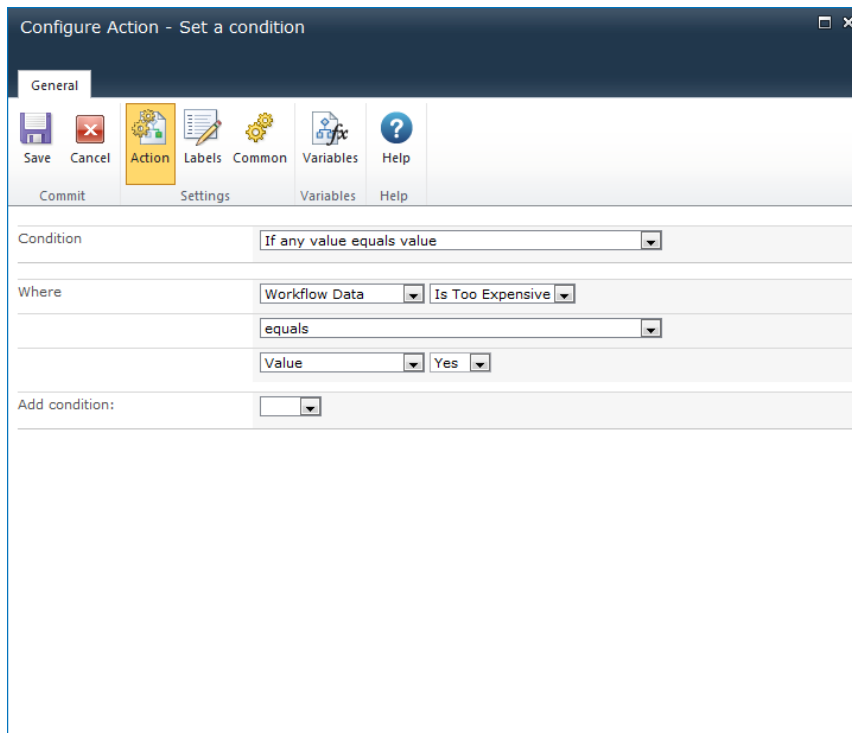 Configure Action - Set a condition
General
Save Cancel Action Labels Common Variables Help
Commit Settings Variables Help
Condition If any value equals value
Where Workflow Data Is Too Expensive
equals
Value Yes
Add condition: